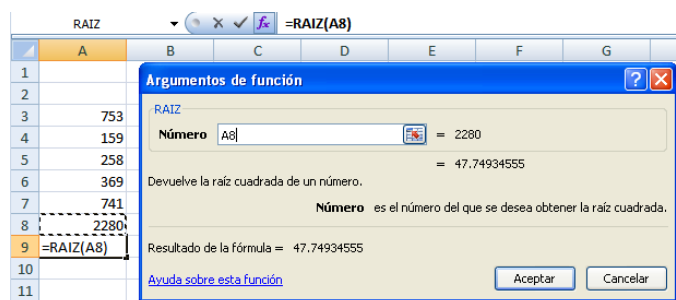 RAIZ =RAIZ(A8)
A B C D E F G
1
2
3 753
4 159
5 258
6 369
7 741
8 2280
9 =RAIZ(A8)
10
11
Argumentos de función
RAIZ
Número A8 = 2280
= 47.74934555
Devuelve la raíz cuadrada de un número.
Número es el número del que se desea obtener la raíz cuadrada.
Resultado de la fórmula = 47.74934555
Ayuda sobre esta función Aceptar Cancelar